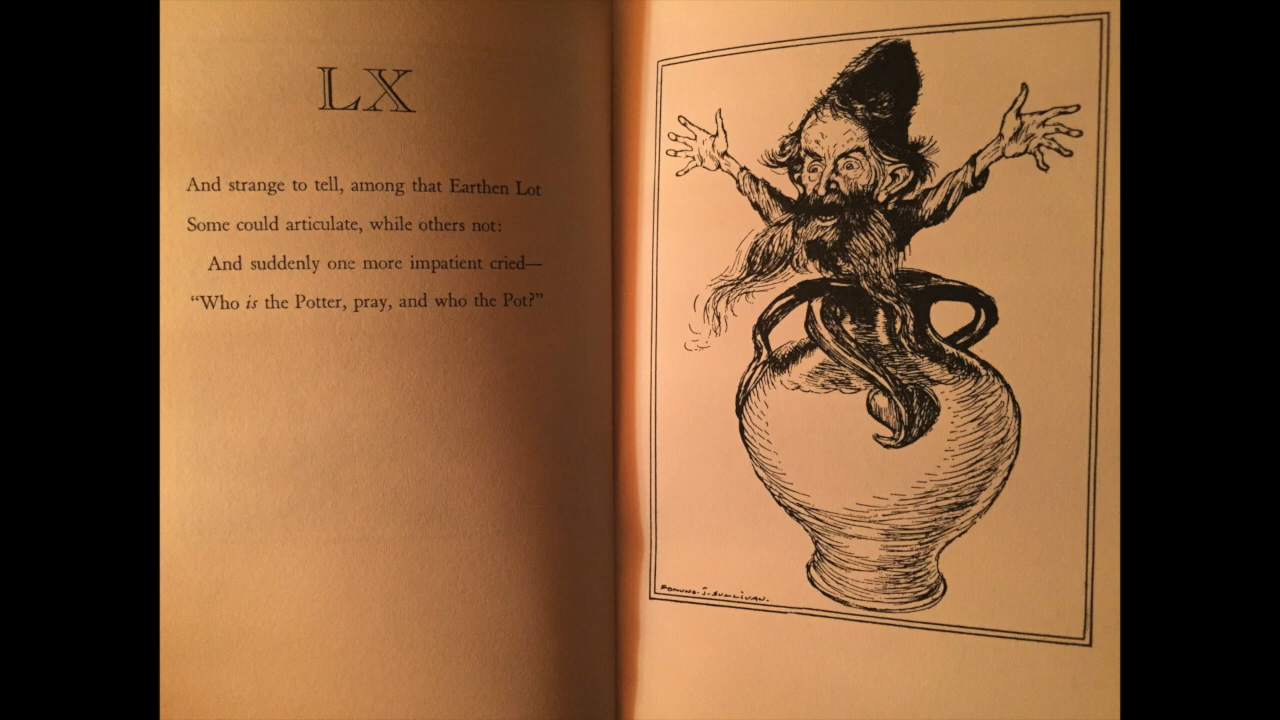 LX
And strange to tell, among that Earthen Lot
Some could articulate, while others not:
And suddenly one more impatient cried—
“Who is the Potter, pray, and who the Pot?”
EDMUND·J·SULLIVAN.